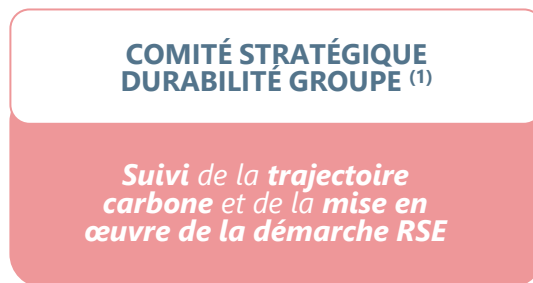 COMITÉ STRATÉGIQUE
DURABILITÉ GROUPE (1)
Suivi de la trajectoire
carbone et de la mise en
œuvre de la démarche RSE